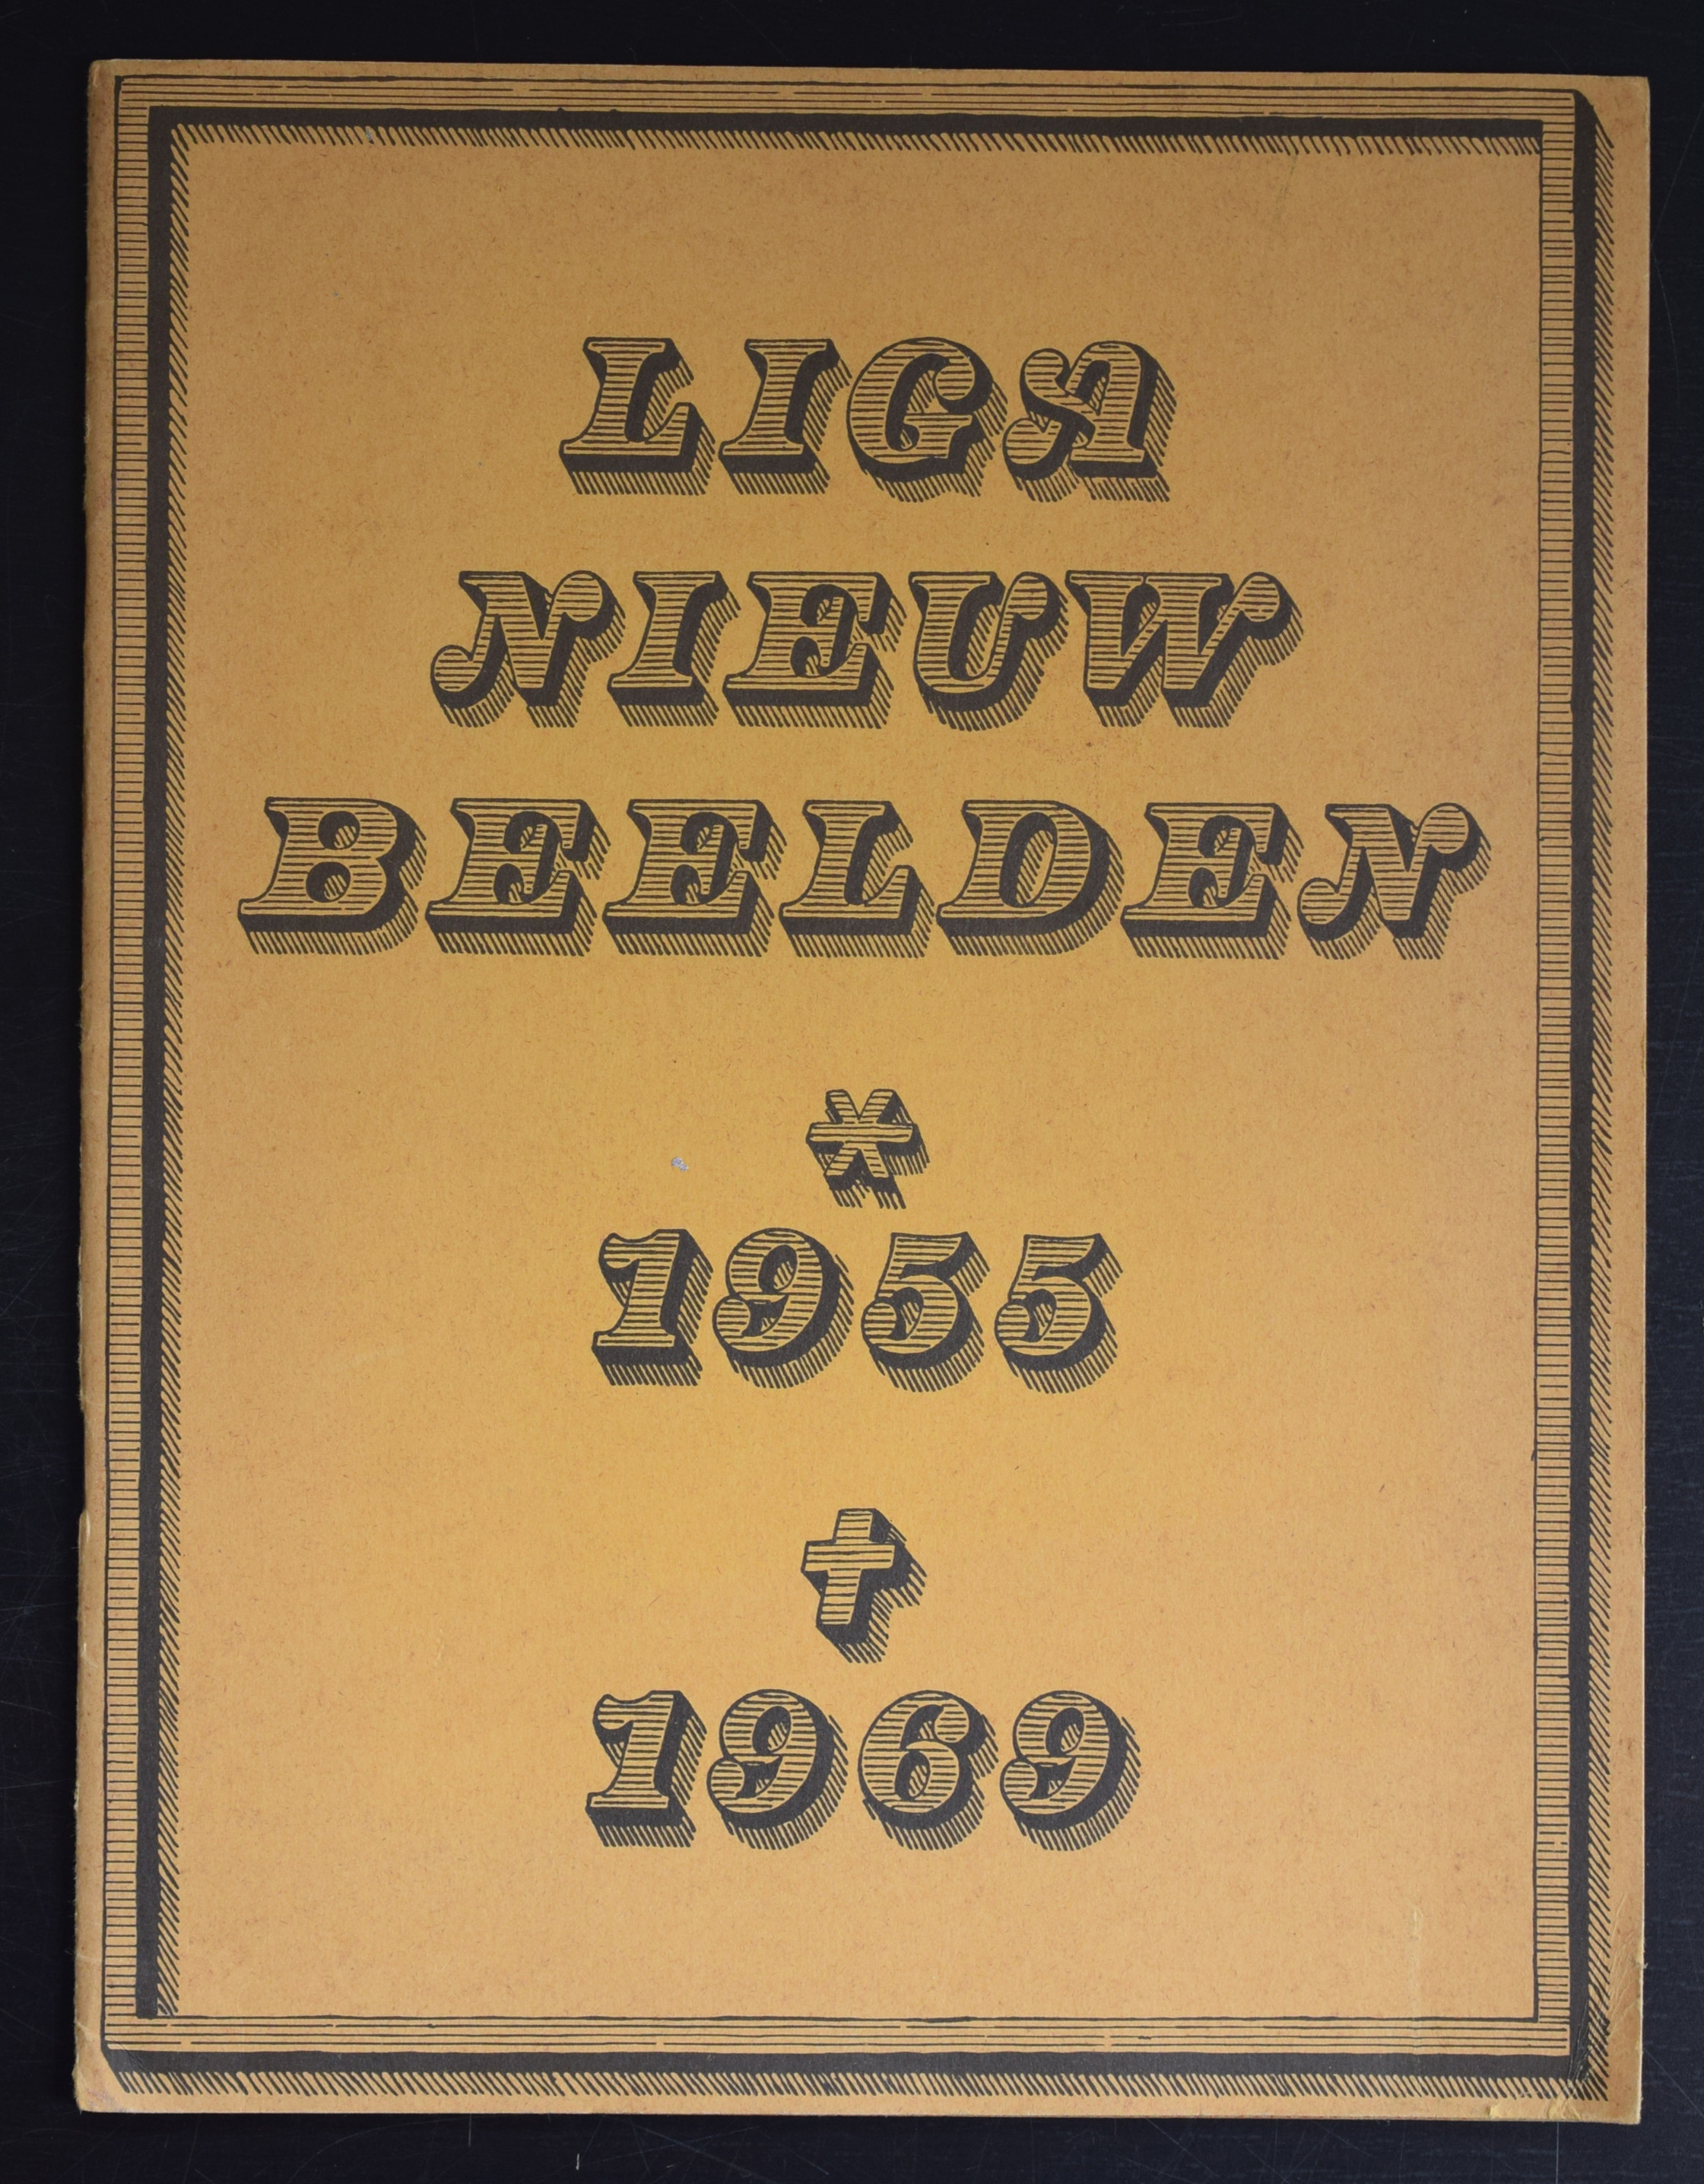 LIGA
NIEUW
BEELDEN
*
1955
†
1969